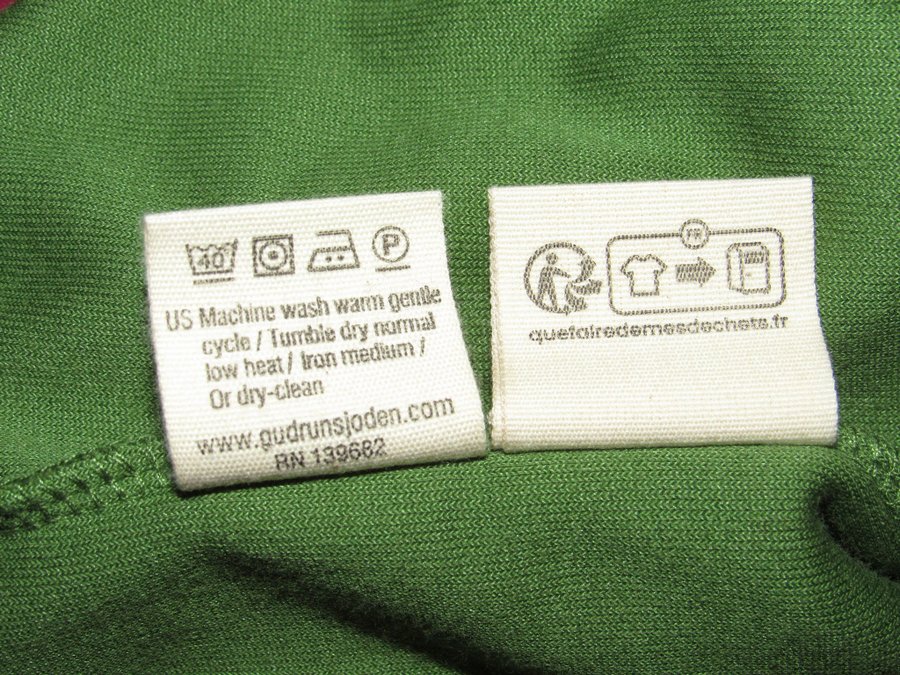 40
P
US Machine wash warm gentle
cycle / Tumble dry normal
low heat / Iron medium /
Or dry-clean
www.gudrunsjoden.com
RN 139682
FR
quefairedemesdechets.fr